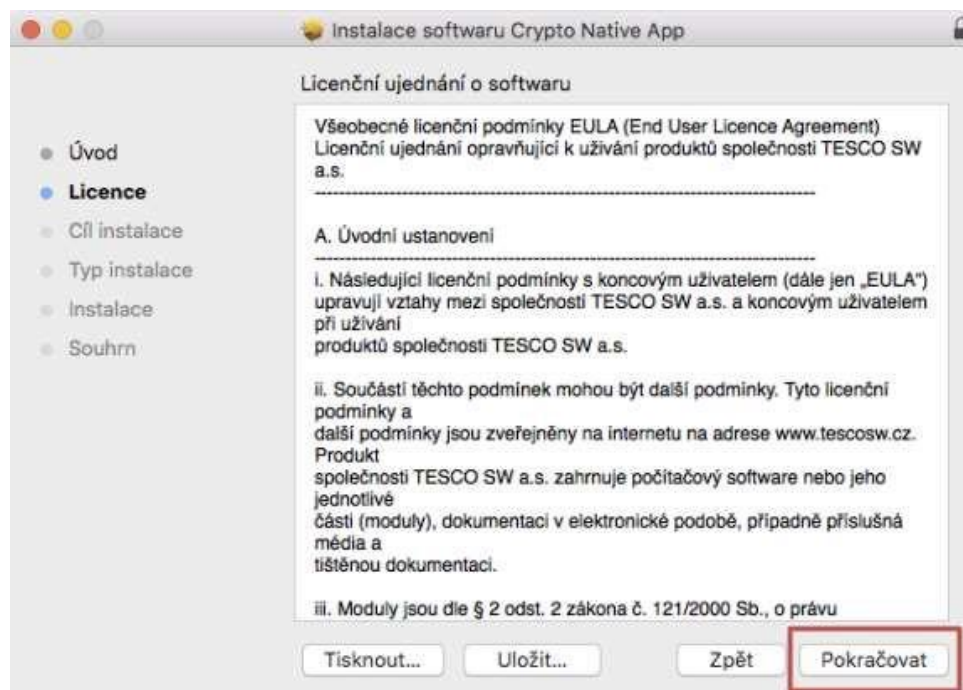 Instalace softwaru Crypto Native App
Licenční ujednání o softwaru
Úvod
Licence
Cíl instalace
Typ instalace
Instalace
Souhrn
Všeobecné licenční podmínky EULA (End User Licence Agreement)
Licenční ujednání opravňující k užívání produktů společnosti TESCO SW
a.s.
--------------------------------------------------------------------------------
A. Úvodní ustanovení
--------------------------------------------------------------------------------
i. Následující licenční podmínky s koncovým uživatelem (dále jen „EULA")
upravují vztahy mezi společností TESCO SW a.s. a koncovým uživatelem
při užívání
produktů společnosti TESCO SW a.s.
ii. Součástí těchto podmínek mohou být další podmínky. Tyto licenční
podmínky a
další podmínky jsou zveřejněny na internetu na adrese www.tescosw.cz.
Produkt
společnosti TESCO SW a.s. zahrnuje počítačový software nebo jeho
jednotlivé
části (moduly), dokumentaci v elektronické podobě, případně příslušná
média a
tištěnou dokumentaci.
iii. Moduly jsou dle § 2 odst. 2 zákona č. 121/2000 Sb., o právu
Tisknout...
Uložit...
Zpět
Pokračovat